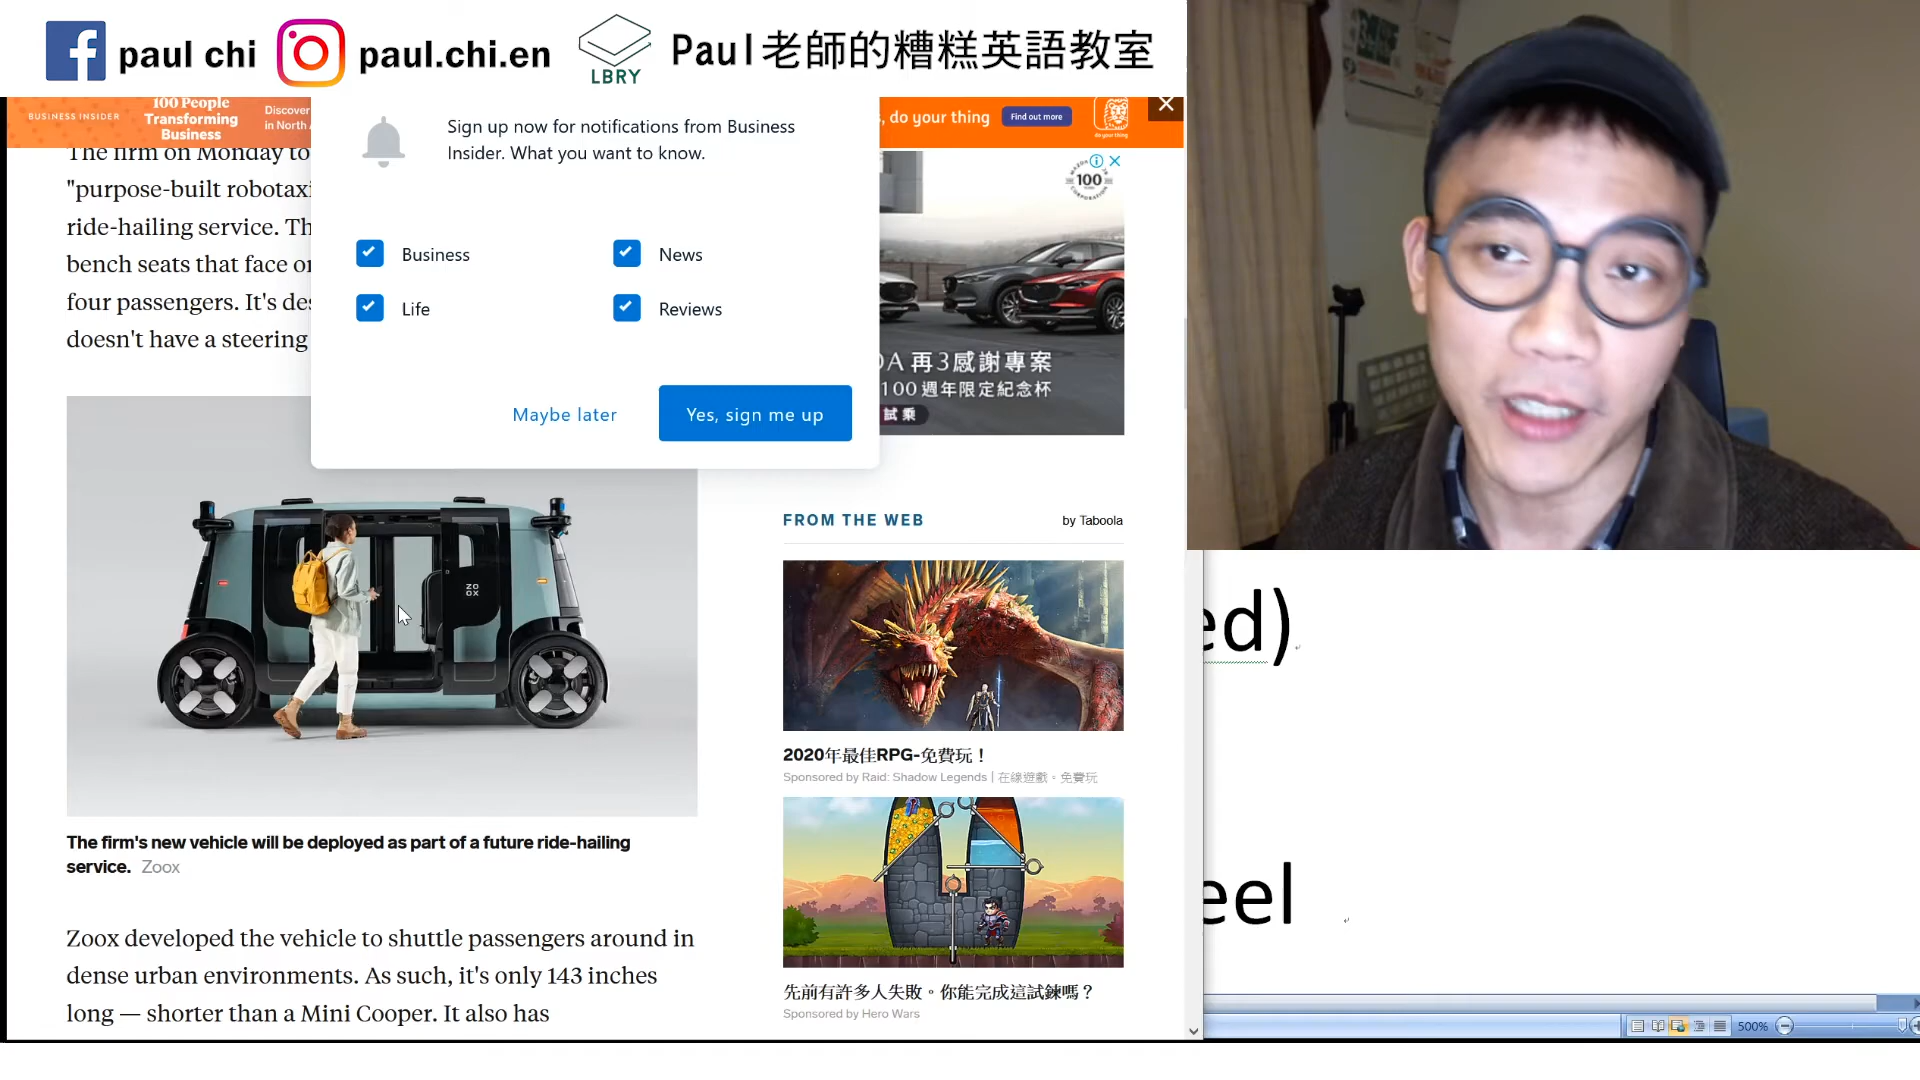 paul chi
paul.chi.en
LBRY
Paul老師的糟糕英語教室
BUSINESS INSIDER
100 People
Transforming
Business
Discover
in North
, do your thing
Find out more
do your thing
The firm on Monday to
"purpose-built robotaxi
ride-hailing service. Th
bench seats that face o
four passengers. It's des
doesn't have a steering
Sign up now for notifications from Business
Insider. What you want to know.
Business
News
Life
Reviews
Maybe later
Yes, sign me up
100
DA 再3感謝專案
100 週年限定紀念杯
試乘
ZO
OX
The firm's new vehicle will be deployed as part of a future ride-hailing
service. Zoox
Zoox developed the vehicle to shuttle passengers around in
dense urban environments. As such, it's only 143 inches
long — shorter than a Mini Cooper. It also has
FROM THE WEB
by Taboola
2020年最佳RPG-免費玩！
Sponsored by Raid: Shadow Legends | 在線遊戲。免費玩
先前有許多人失敗。你能完成這試鍊嗎？
Sponsored by Hero Wars
ed)
eel
500%